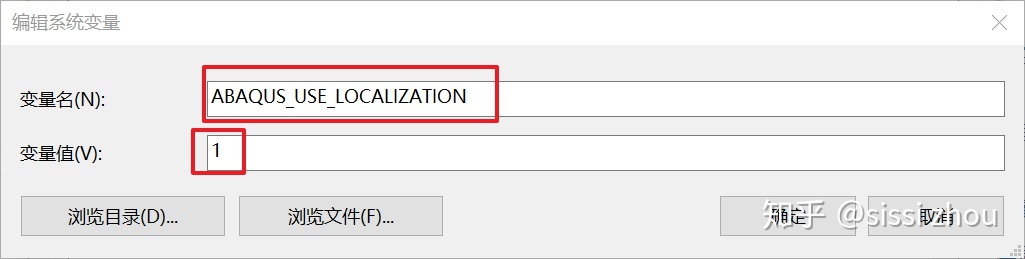 编辑系统变量
变量名(N):
ABAQUS_USE_LOCALIZATION
变量值(V):
1
浏览目录(D)...
浏览文件(F)...
确定
取消
知乎 @sissizhou